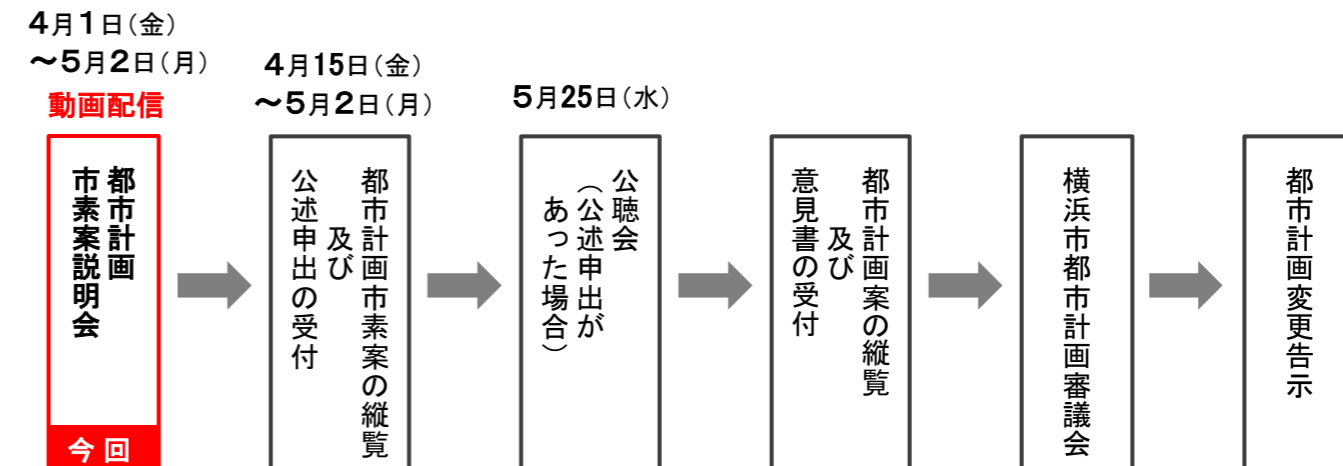 4月1日(金)
～5月2日(月)
動画配信
都市計画
市素案説明会
今回
4月15日(金)
～5月2日(月)
都市計画市素案の縦覧
及び
公述申出の受付
5月25日(水)
公聴会
(公述申出が
あった場合)
都市計画案の縦覧
及び
意見書の受付
横浜市都市計画審議会
都市計画変更告示